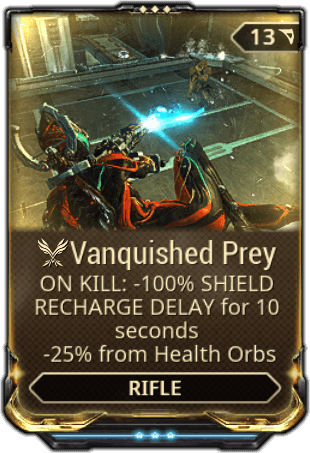 13
Vanquished Prey
ON KILL: -100% SHIELD
RECHARGE DELAY for 10
seconds
-25% from Health Orbs
RIFLE